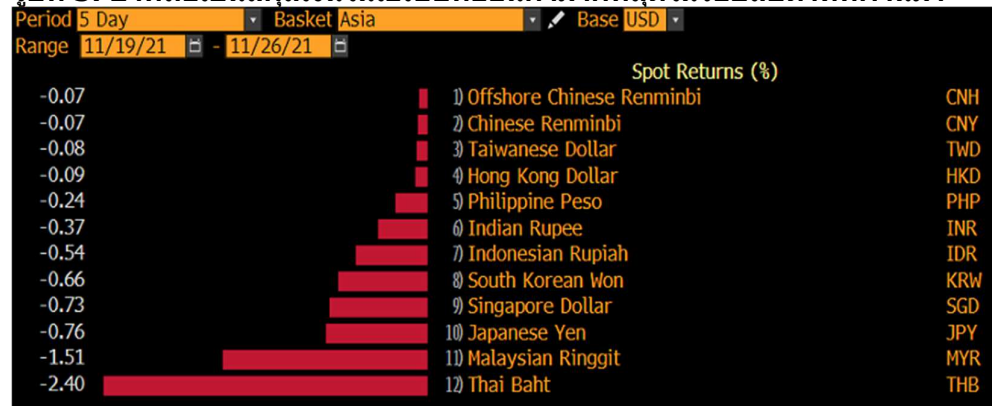 Period 5 Day Basket Asia Base USD
Range 11/19/21 - 11/26/21
Spot Returns (%)
-0.07 1) Offshore Chinese Renminbi CNH
-0.07 2) Chinese Renminbi CNY
-0.08 3) Taiwanese Dollar TWD
-0.09 4) Hong Kong Dollar HKD
-0.24 5) Philippine Peso PHP
-0.37 6) Indian Rupee INR
-0.54 7) Indonesian Rupiah IDR
-0.66 8) South Korean Won KRW
-0.73 9) Singapore Dollar SGD
-0.76 10) Japanese Yen JPY
-1.51 11) Malaysian Ringgit MYR
-2.40 12) Thai Baht THB